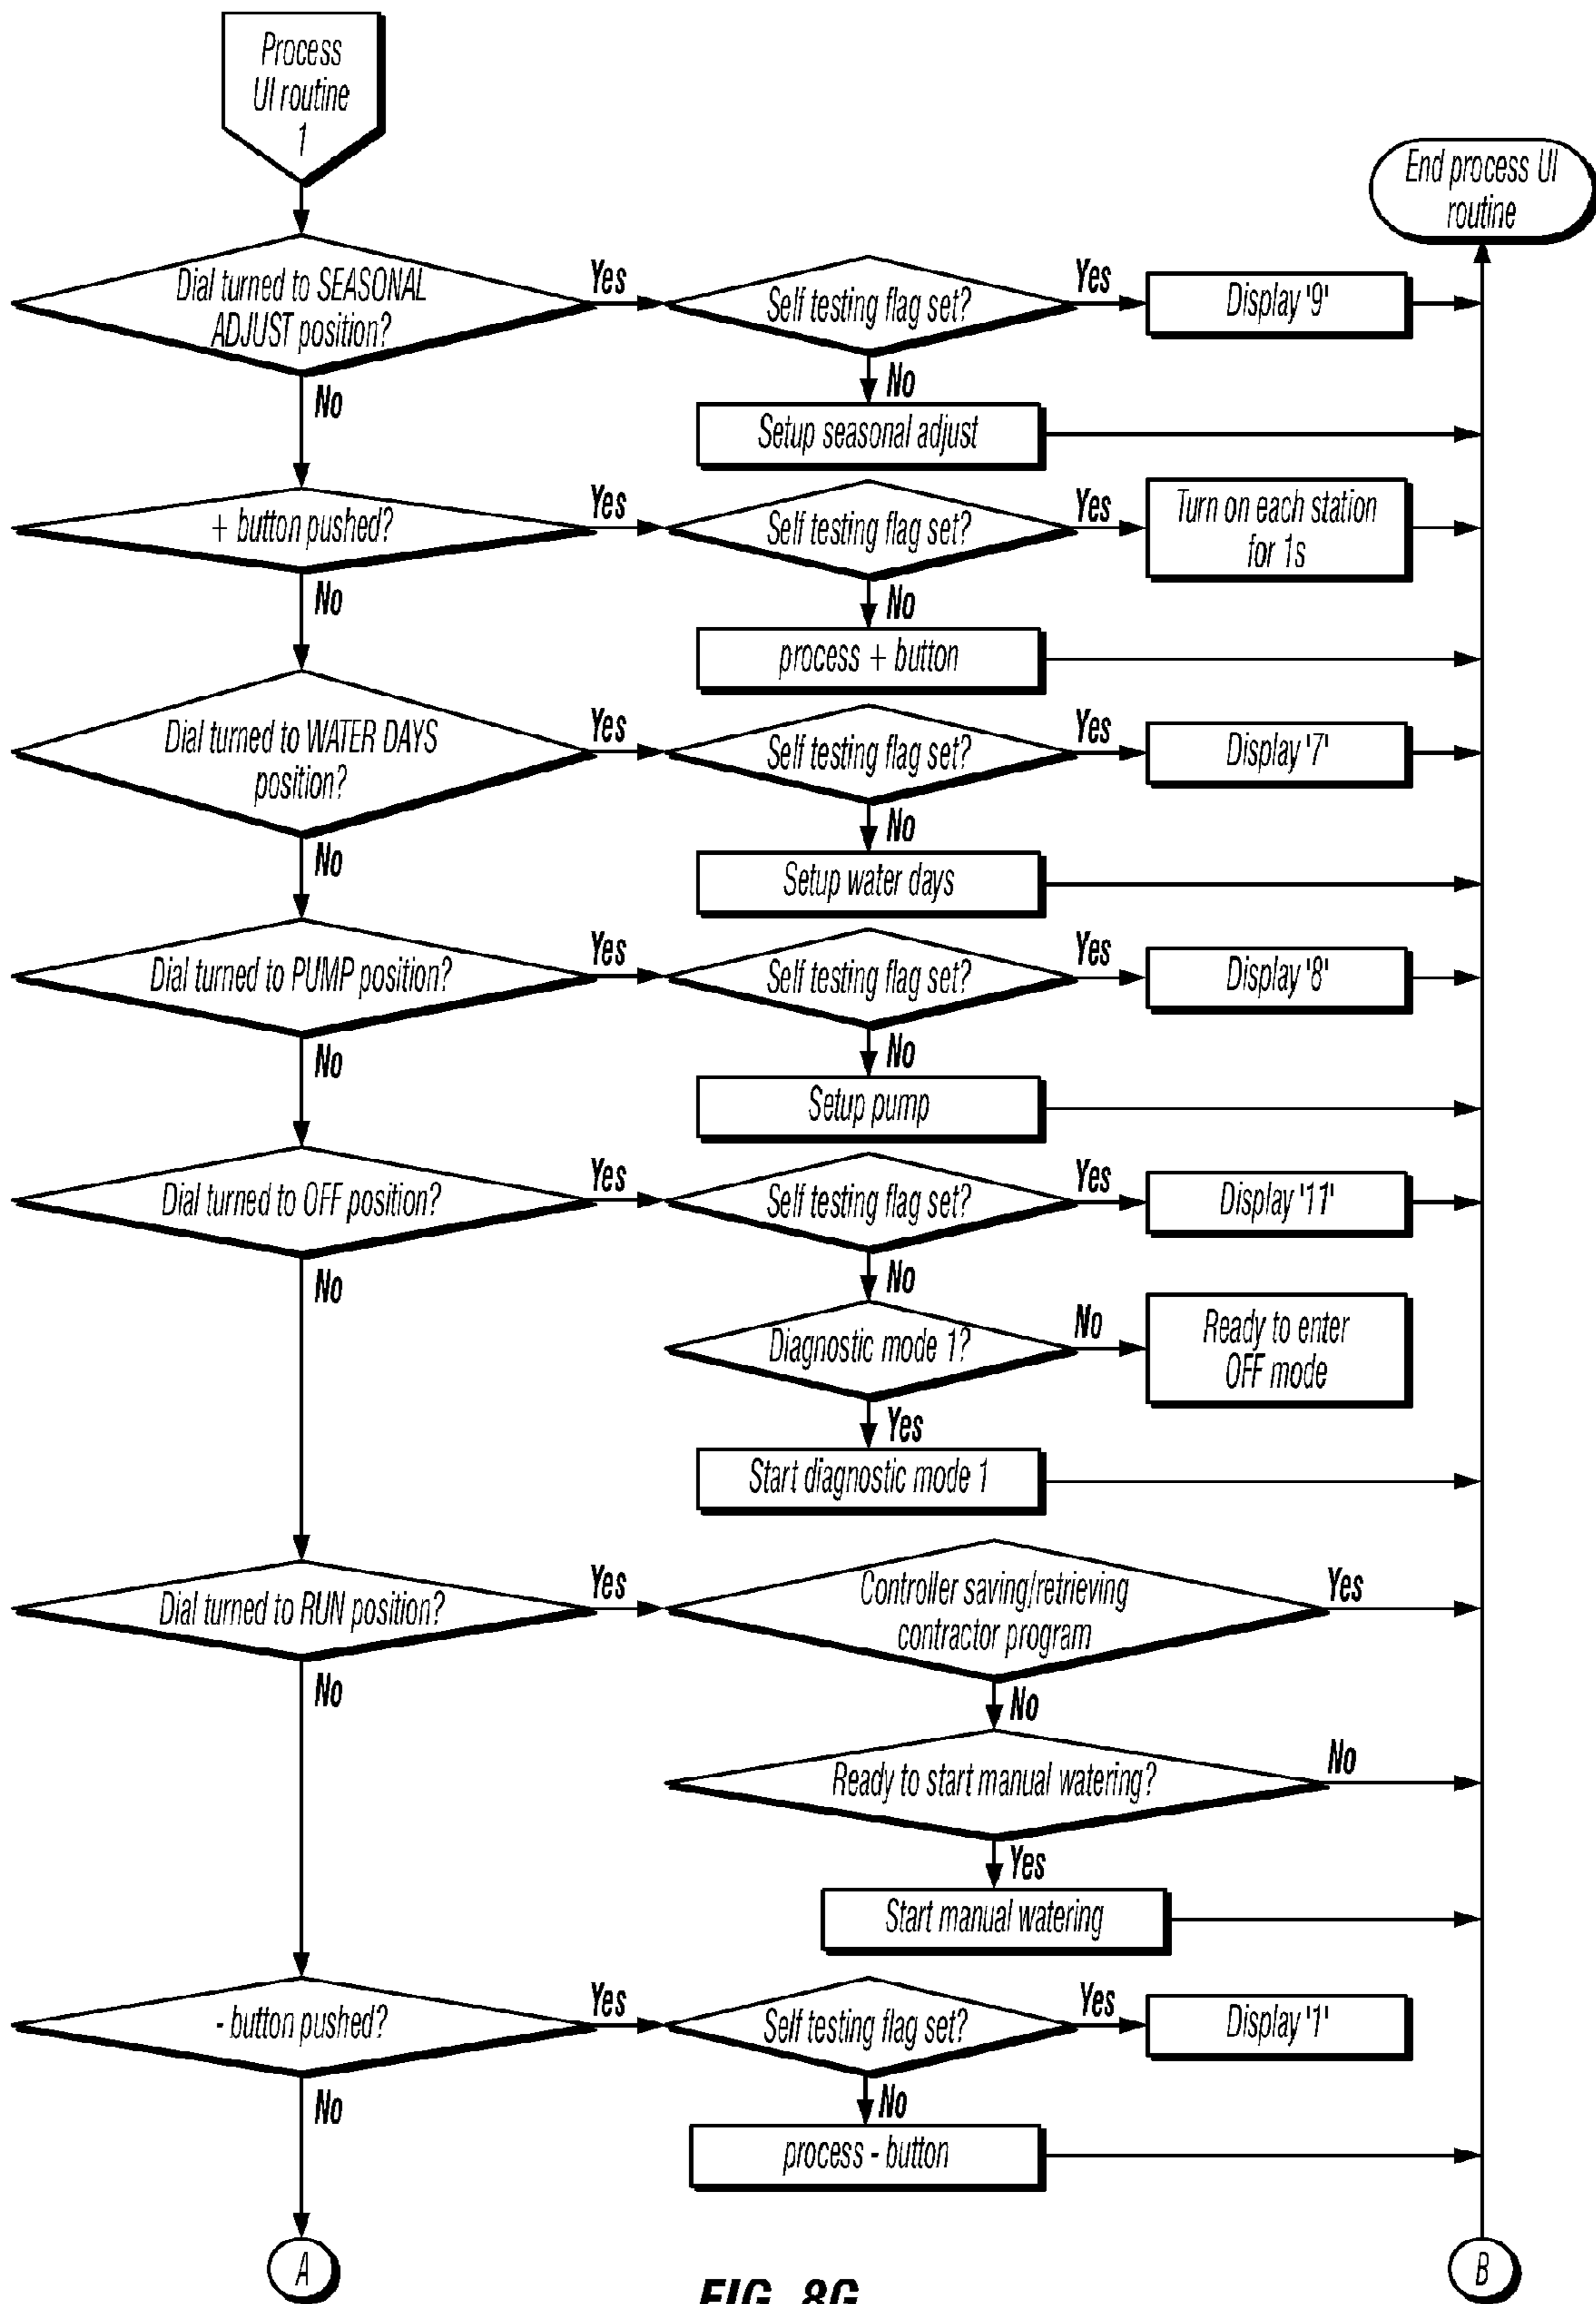 Process
UI routine
1
End process UI
routine
Dial turned to SEASONAL
ADJUST position?
Yes
Self testing flag set?
Yes
Display '9'
No
No
Setup seasonal adjust
+ button pushed?
Yes
Self testing flag set?
Yes
Turn on each station
for 1s
No
No
process + button
Dial turned to WATER DAYS
position?
Yes
Self testing flag set?
Yes
Display '7'
No
No
Setup water days
Dial turned to PUMP position?
Yes
Self testing flag set?
Yes
Display '8'
No
No
Setup pump
Dial turned to OFF position?
Yes
Self testing flag set?
Yes
Display '11'
No
No
Diagnostic mode 1?
No
Ready to enter
OFF mode
Yes
Start diagnostic mode 1
Dial turned to RUN position?
Yes
Controller saving/retrieving
contractor program
Yes
No
No
Ready to start manual watering?
No
Yes
Start manual watering
- button pushed?
Yes
Self testing flag set?
Yes
Display '1'
No
No
process - button
A
B
FIG. 8G